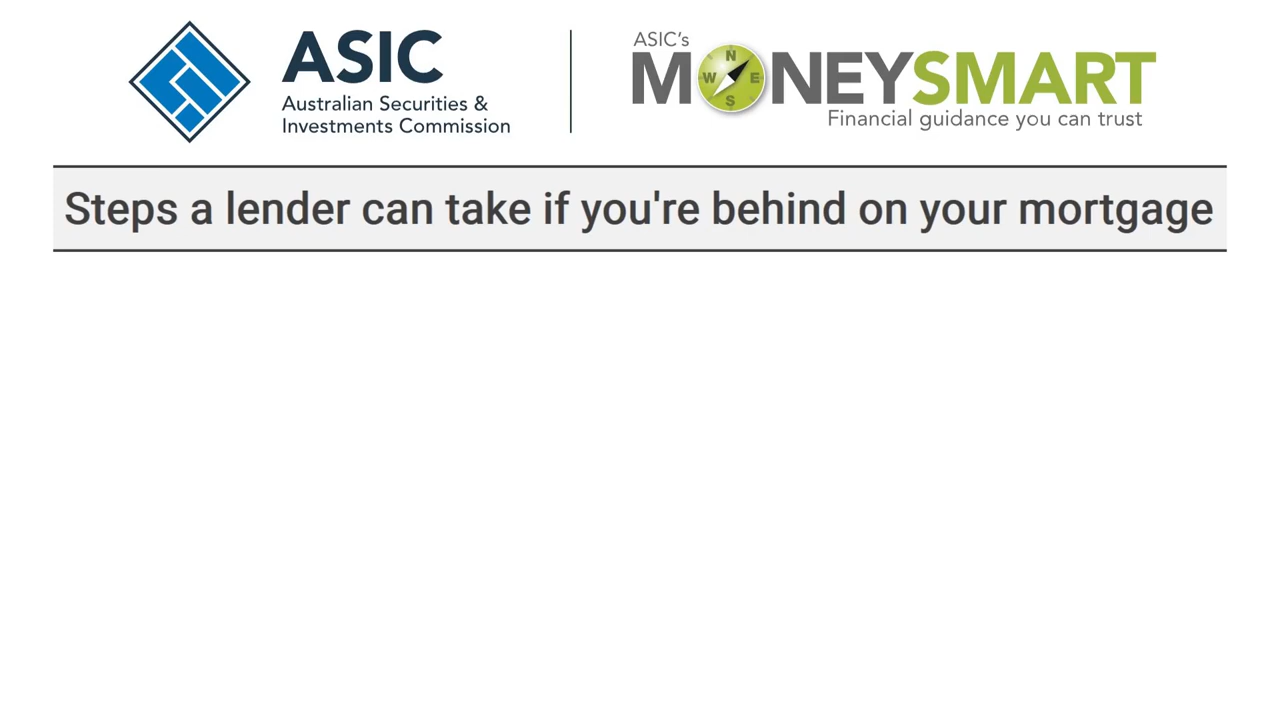 ASIC
Australian Securities &
Investments Commission
ASIC's
MONEYSMART
N
W E
S
Financial guidance you can trust
Steps a lender can take if you're behind on your mortgage